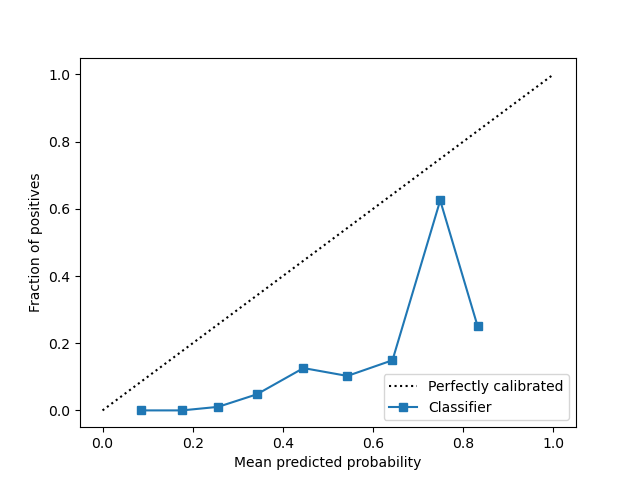 1.0
0.8
0.6
0.4
0.2
0.0
Fraction of positives
Perfectly calibrated
Classifier
0.0 0.2 0.4 0.6 0.8 1.0
Mean predicted probability